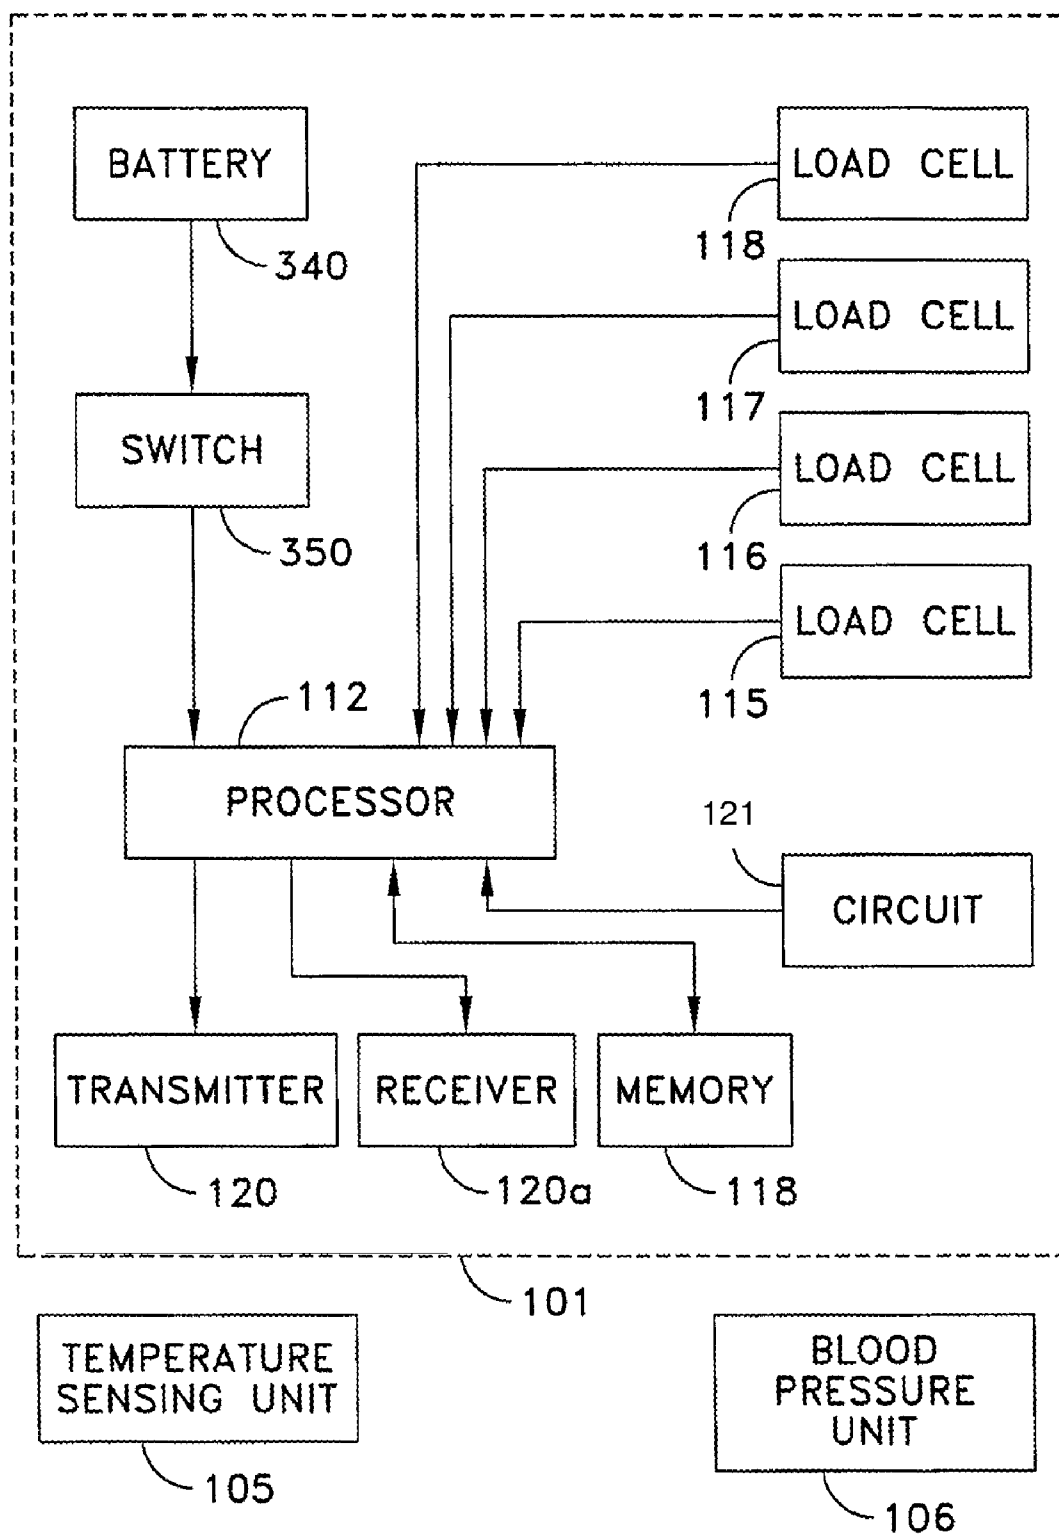 BATTERY
340
LOAD CELL
118
LOAD CELL
117
SWITCH
350
LOAD CELL
116
LOAD CELL
115
112
PROCESSOR
121
CIRCUIT
TRANSMITTER
120
RECEIVER
120a
MEMORY
118
101
TEMPERATURE
SENSING UNIT
105
BLOOD
PRESSURE
UNIT
106